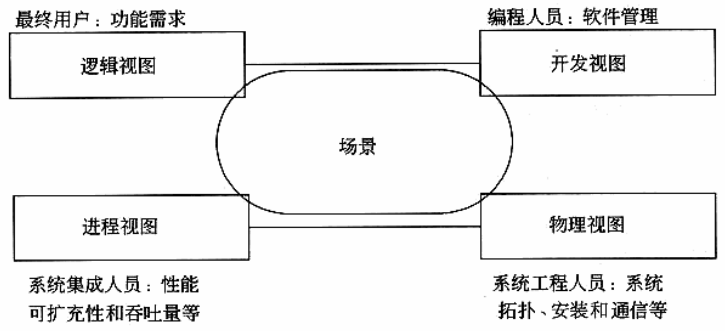 最终用户：功能需求
编程人员：软件管理
逻辑视图
开发视图
场景
进程视图
物理视图
系统集成人员：性能
可扩充性和吞吐量等
系统工程人员：系统
拓扑、安装和通信等